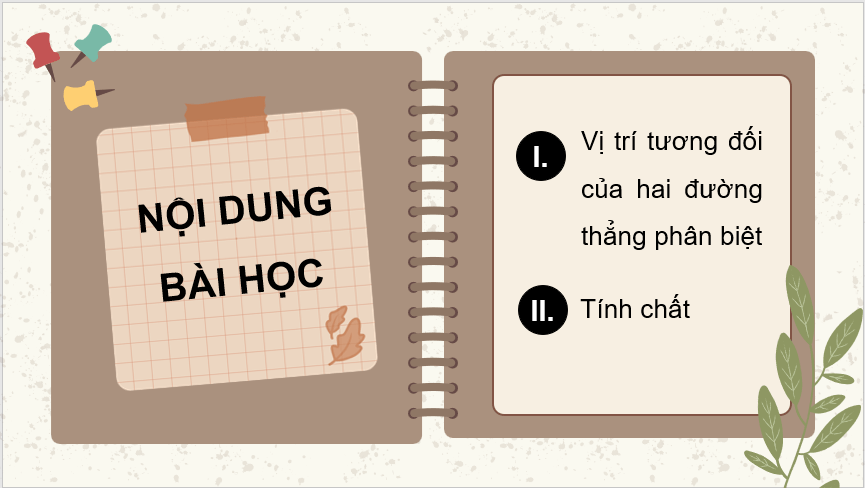 NỘI DUNG
BÀI HỌC
I. Vị trí tương đối
của hai đường
thẳng phân biệt
II. Tính chất